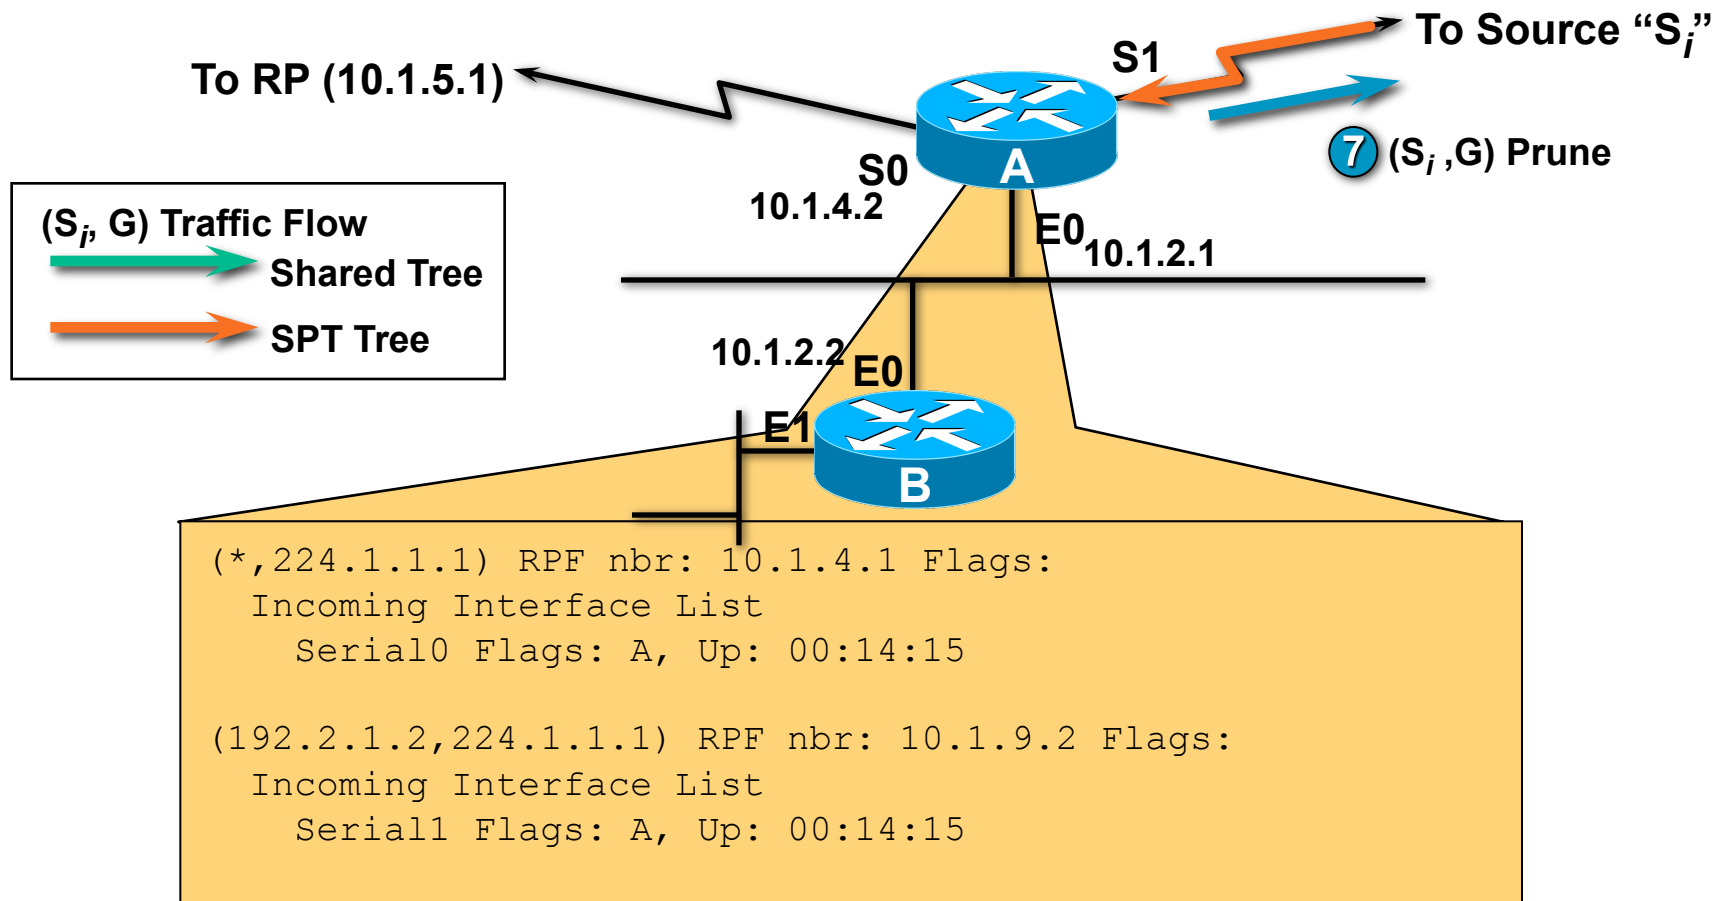 To Source “Si”
S1
To RP (10.1.5.1)
A
7 (Si ,G) Prune
S0
10.1.4.2
E0
10.1.2.1
(Si, G) Traffic Flow
Shared Tree
SPT Tree
10.1.2.2
E0
E1
B
(*,224.1.1.1) RPF nbr: 10.1.4.1 Flags:
Incoming Interface List
Serial0 Flags: A, Up: 00:14:15
(192.2.1.2,224.1.1.1) RPF nbr: 10.1.9.2 Flags:
Incoming Interface List
Serial1 Flags: A, Up: 00:14:15